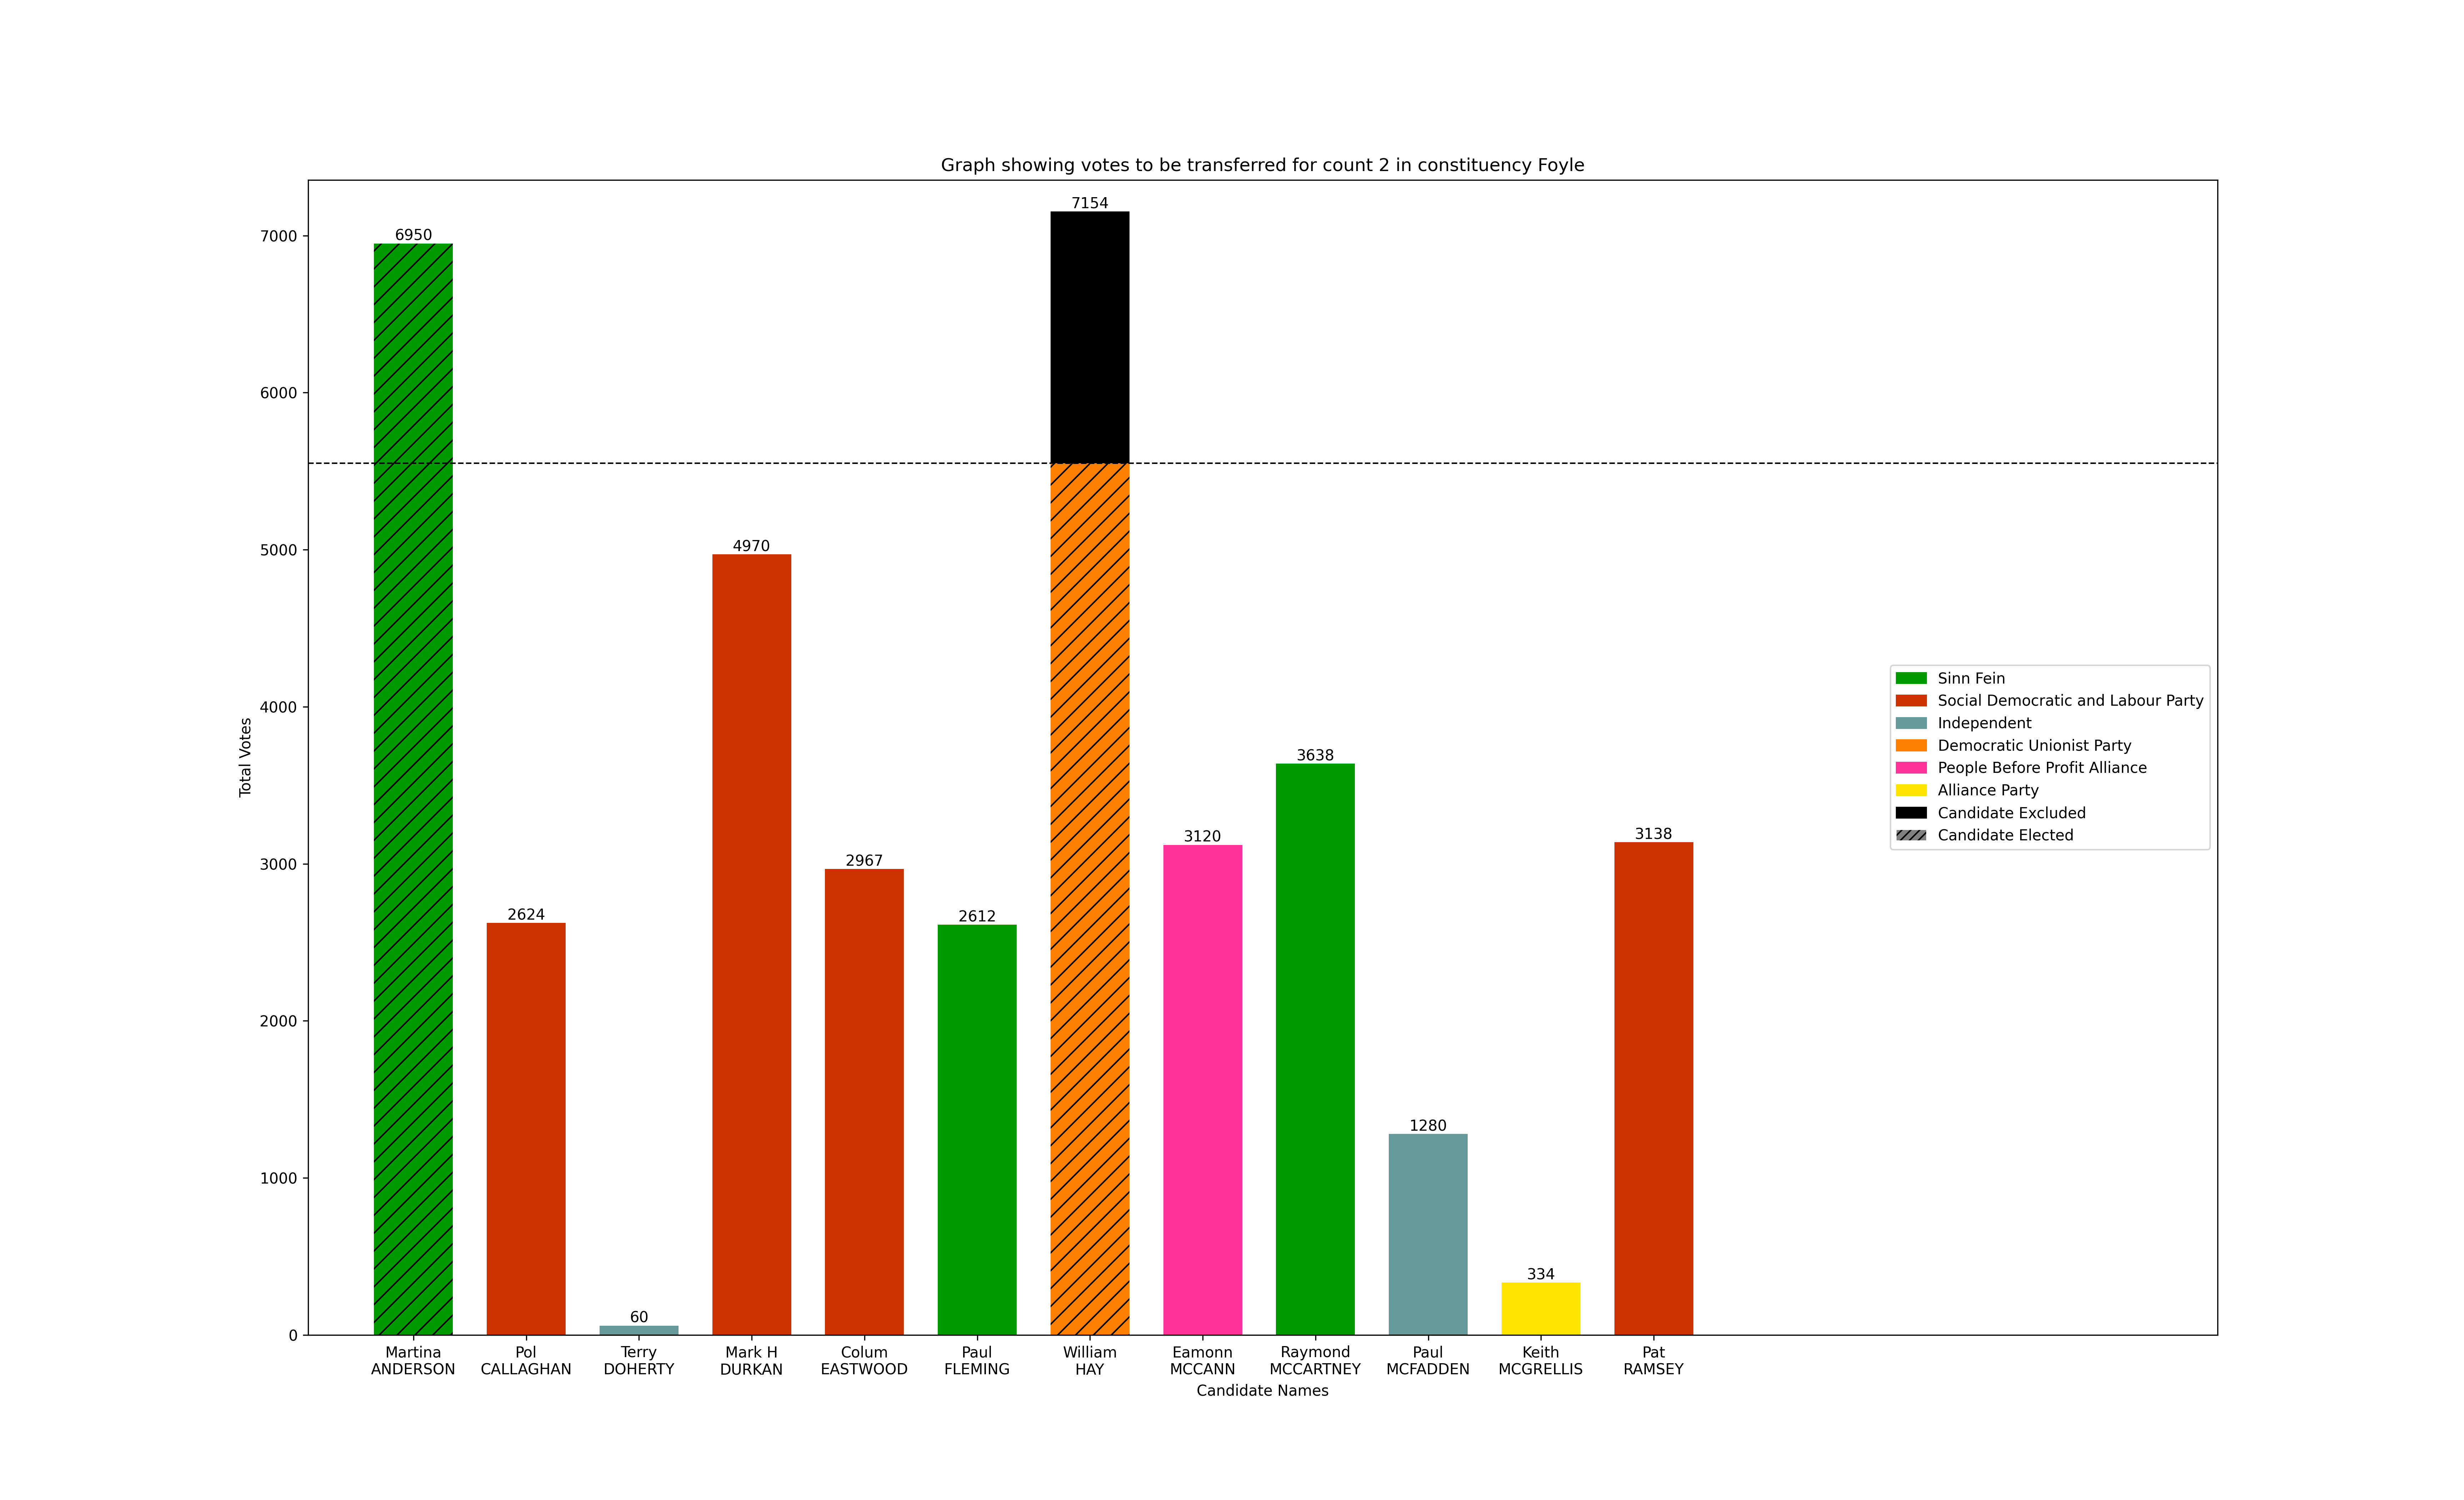 Graph showing votes to be transferred for count 2 in constituency Foyle
7154
6950
7000
6000
4970
5000
4000
3638
3120
3138
2967
3000
2624
2612
2000
1280
1000
334
60
0
Total Votes
Sinn Fein
Social Democratic and Labour Party
Independent
Democratic Unionist Party
People Before Profit Alliance
Alliance Party
Candidate Excluded
Candidate Elected
Martina
ANDERSON
Pol
CALLAGHAN
Terry
DOHERTY
Mark H
DURKAN
Colum
EASTWOOD
Paul
FLEMING
William
HAY
Eamonn
MCCANN
Raymond
MCCARTNEY
Paul
MCFADDEN
Keith
MCGRELLIS
Pat
RAMSEY
Candidate Names